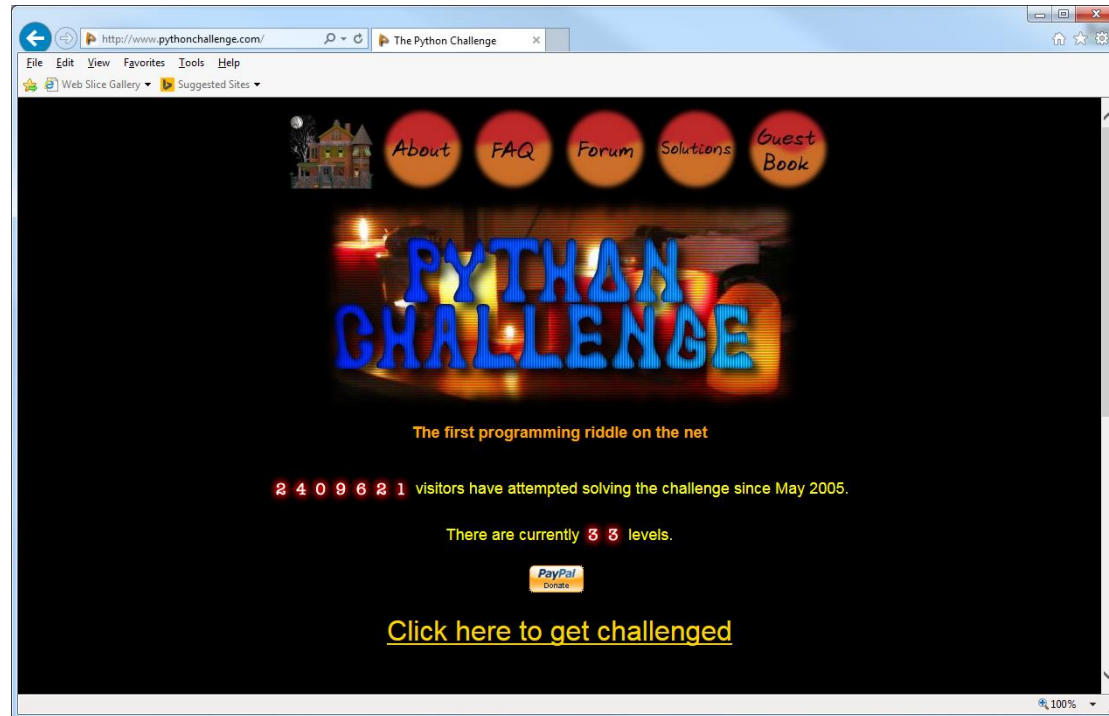 http://www.pythonchallenge.com/
The Python Challenge
File Edit View Favorites Tools Help
Web Slice Gallery Suggested Sites
About FAQ Forum Solutions Guest Book
PYTHON
CHALLENGE
The first programming riddle on the net
2409621 visitors have attempted solving the challenge since May 2005.
There are currently 33 levels.
PayPal
Donate
Click here to get challenged
100%